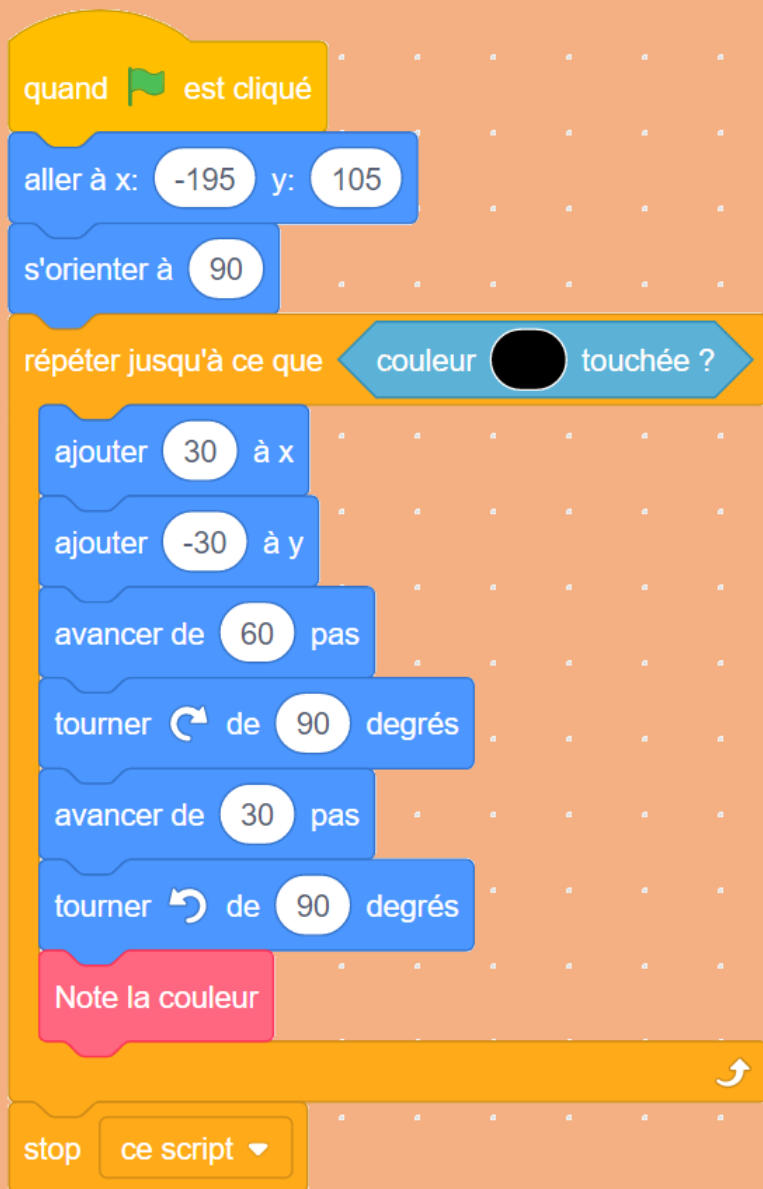 quand est cliqué
aller à x: -195 y: 105
s'orienter à 90
répéter jusqu'à ce que couleur touchée ?
ajouter 30 à x
ajouter -30 à y
avancer de 60 pas
tourner de 90 degrés
avancer de 30 pas
tourner de 90 degrés
Note la couleur
stop ce script